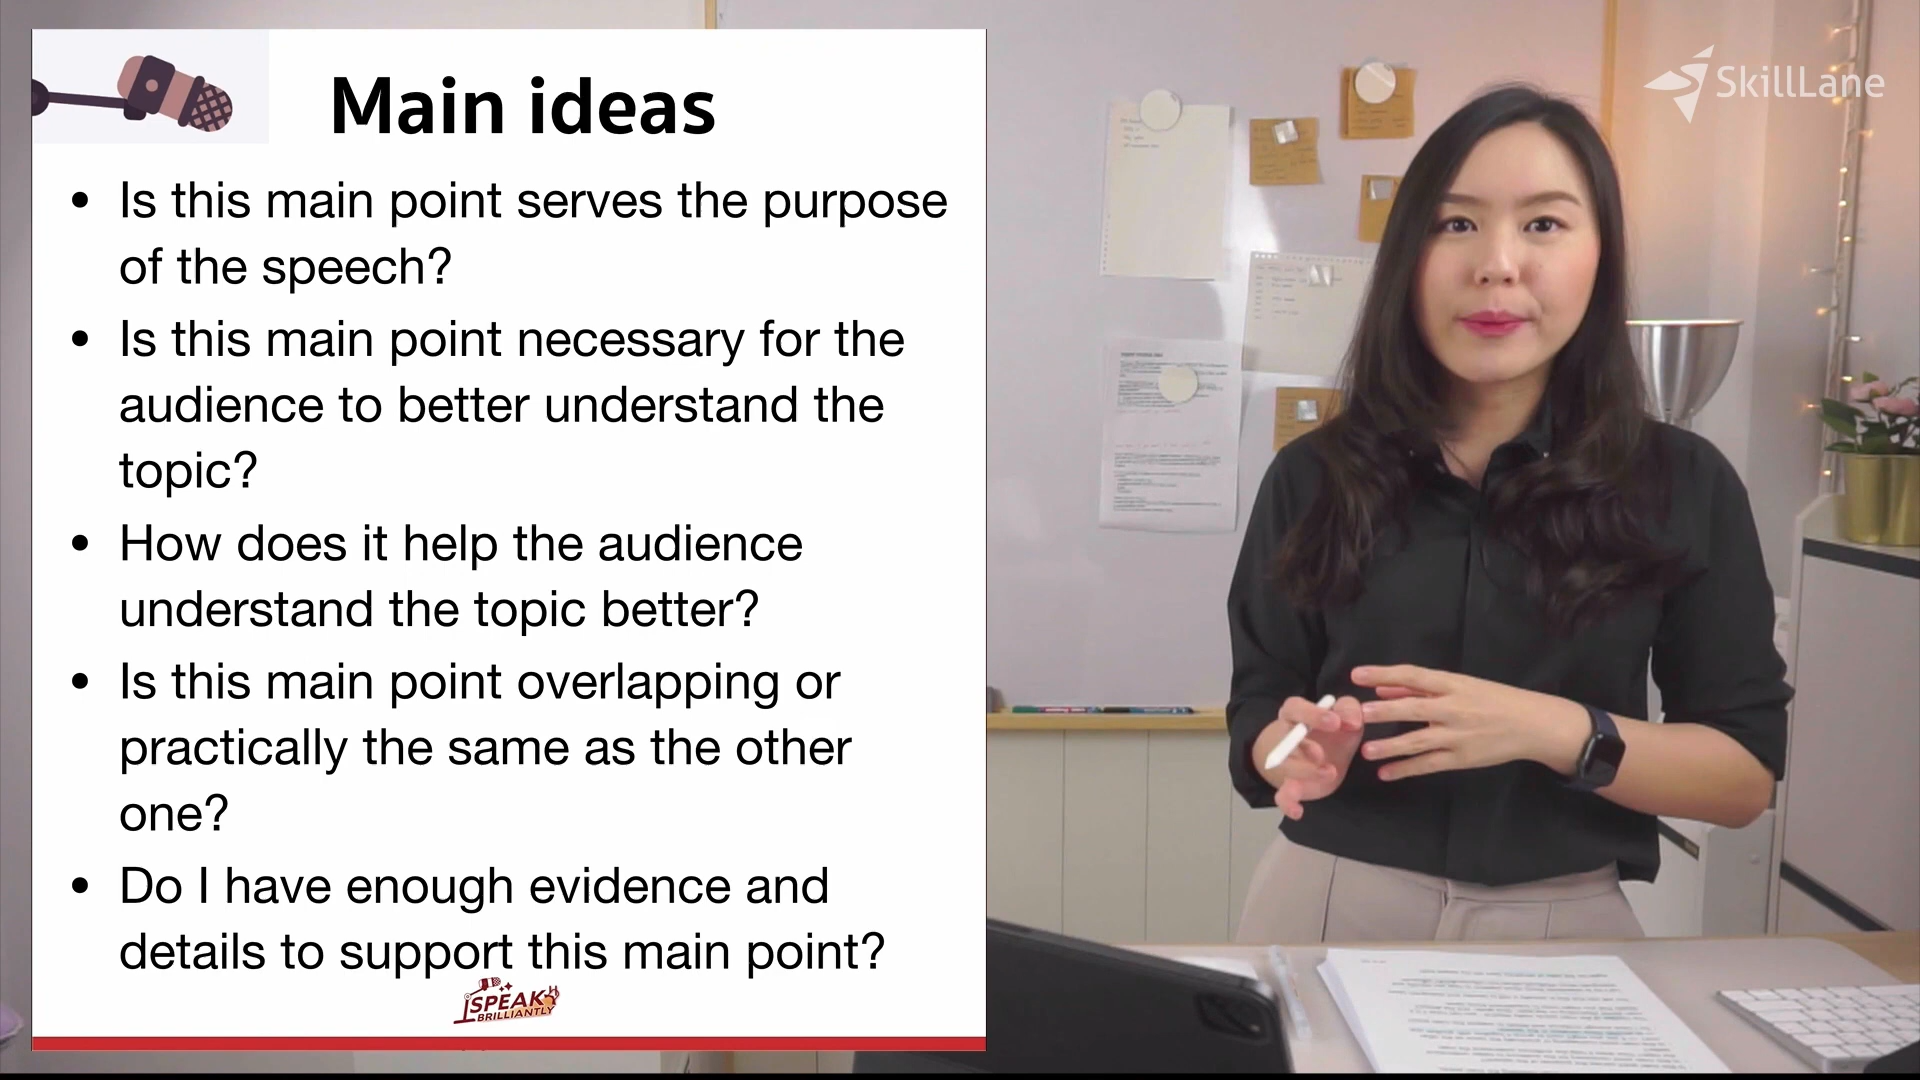 Main ideas
• Is this main point serves the purpose
of the speech?
• Is this main point necessary for the
audience to better understand the
topic?
• How does it help the audience
understand the topic better?
• Is this main point overlapping or
practically the same as the other
one?
• Do I have enough evidence and
details to support this main point?
SPEAK
BRILLIANTLY
SkillLane